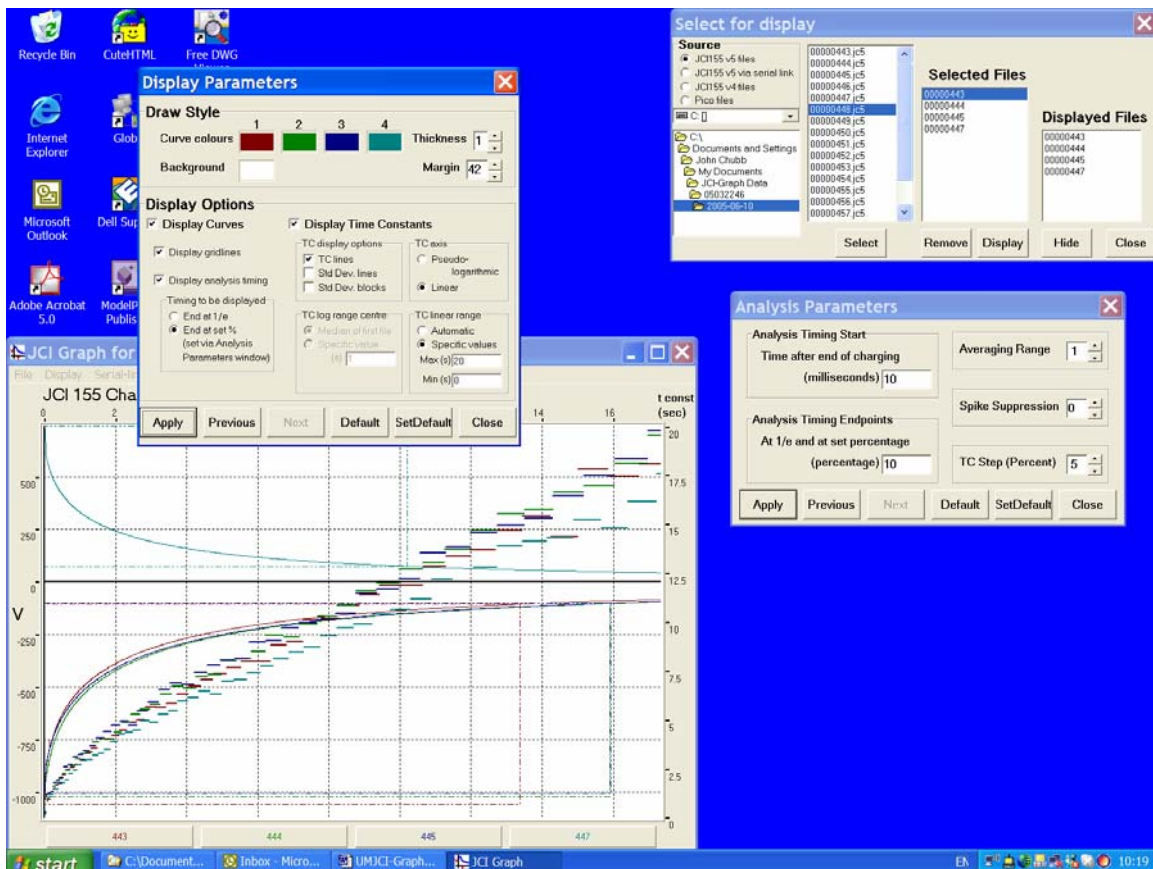 Recycle Bin
CuteHTML
Free DWG
Internet Explorer
Glob
Microsoft Outlook
Dell Sup
Adobe Acrobat 5.0
ModelP
Publis
Display Parameters
Draw Style
1 2 3 4
Curve colours
Thickness 1
Background
Margin 42
Display Options
Display Curves
Display Time Constants
Display gridlines
Display analysis timing
Timing to be displayed
End at 1/e
End at set %
(set via Analysis
Parameters window)
TC display options
TC lines
Std Dev. lines
Std Dev. blocks
TC axis
Pseudo-
logarithmic
Linear
TC log range centre
Median of first file
Specific value
(s) 1
TC linear range
Automatic
Specific values
Max (s) 20
Min (s) 0
Apply Previous Next Default SetDefault Close
Select for display
Source
JCI155 v5 files
JCI155 v5 via serial link
JCI155 v4 files
Pico files
C: []
C:\
Documents and Settings
John Chubb
My Documents
JCI-Graph Data
05032246
2005-06-10
00000443.jc5
00000444.jc5
00000445.jc5
00000446.jc5
00000447.jc5
00000448.jc5
00000449.jc5
00000450.jc5
00000451.jc5
00000452.jc5
00000453.jc5
00000454.jc5
00000455.jc5
00000456.jc5
00000457.jc5
Selected Files
00000443
00000444
00000445
00000447
Displayed Files
00000443
00000444
00000445
00000447
Select Remove Display Hide Close
Analysis Parameters
Analysis Timing Start
Time after end of charging
(milliseconds) 10
Analysis Timing Endpoints
At 1/e and at set percentage
(percentage) 10
Averaging Range 1
Spike Suppression 0
TC Step (Percent) 5
Apply Previous Next Default SetDefault Close
JCI Graph for
File Display Serial-lin
JCI 155 Cha
t const
(sec)
0 2 14 16
500
250
0
V
-250
-500
-750
-1000
20
17.5
15
12.5
10
7.5
5
2.5
0
443 444 445 447
start C:\Document... Inbox - Micro... UMJCI-Graph... JCI Graph EN 10:19